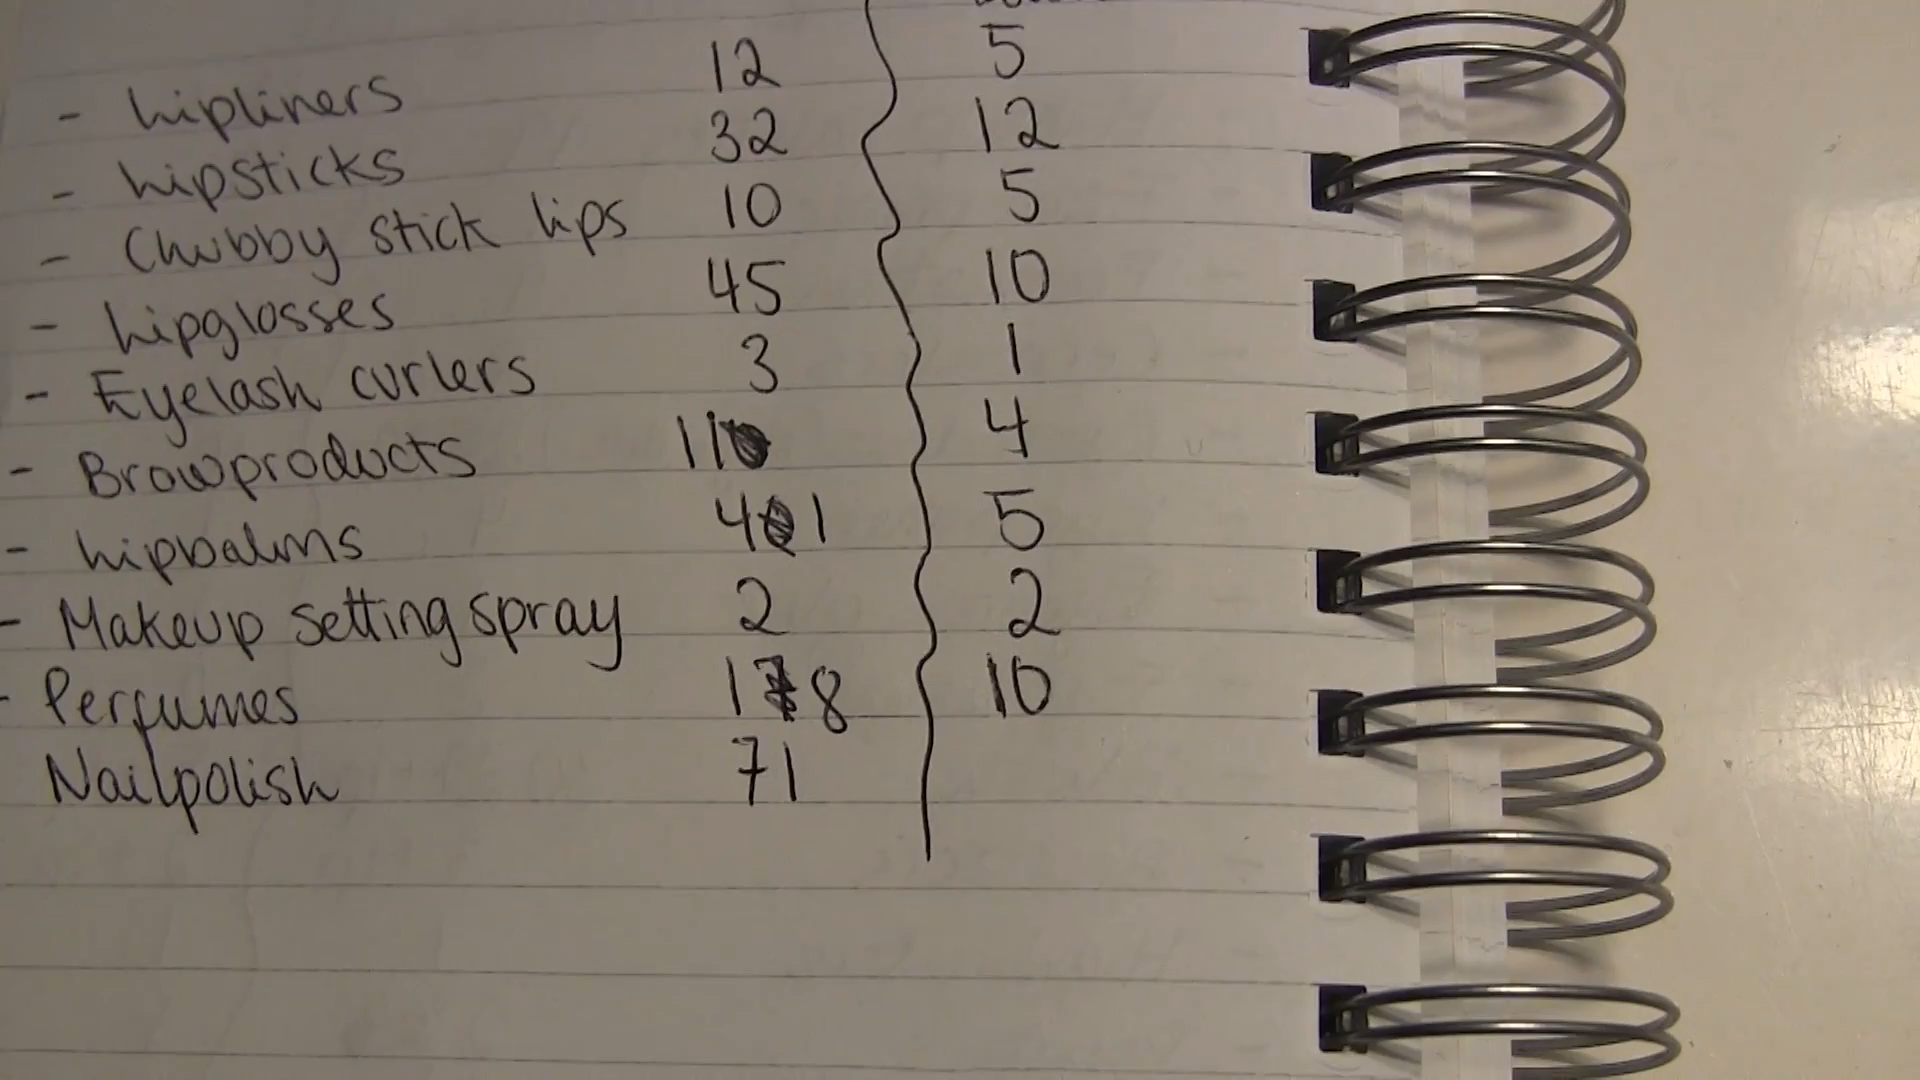 - Lipliners 12 5
- Lipsticks 32 12
- Chubby stick lips 10 5
- Lipglosses 45 10
- Eyelash curlers 3 1
- Browproducts 11 4
- Lipbalms 41 5
- Makeup setting spray 2 2
- Perfumes 18 10
Nailpolish 71